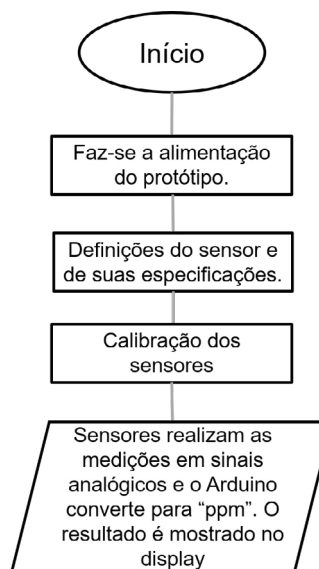 Início
Faz-se a alimentação
do protótipo.
Definições do sensor e
de suas especificações.
Calibração dos
sensores
Sensores realizam as
medições em sinais
analógicos e o Arduino
converte para “ppm”. O
resultado é mostrado no
display